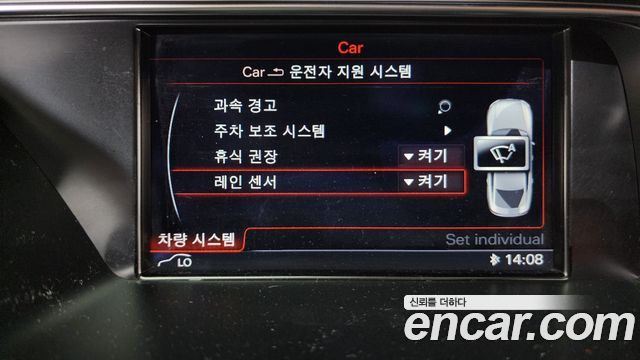 Car
Car 운전자 지원 시스템
과속 경고
주차 보조 시스템
휴식 권장 켜기
레인 센서 켜기
A
차량 시스템 Set individual
LO 14:08
신뢰를 더하다
encar.com